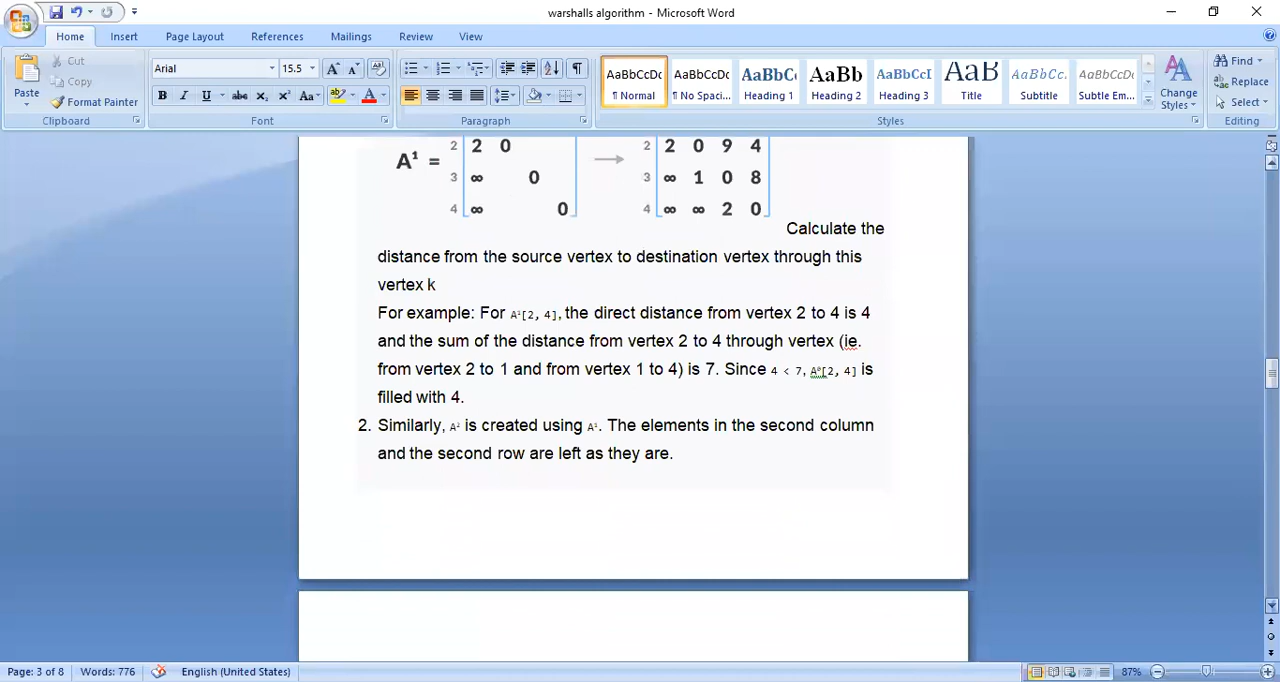 warshalls algorithm - Microsoft Word
Home Insert Page Layout References Mailings Review View
Paste
Cut
Copy
Format Painter
Clipboard
Arial 15.5
B I U abc X₂ X² Aa
Font
Paragraph
AaBbCcDc AaBbCcDc AaBbC( AaBb AaBbCcI AaB AaBbCc. AaBbCcDc
¶ Normal ¶ No Spaci... Heading 1 Heading 2 Heading 3 Title Subtitle Subtle Em...
Change Styles
Styles
Find
Replace
Select
Editing
A¹ =
2 2 0
3 ∞ 0
4 ∞ 0
→
2 2 0 9 4
3 ∞ 1 0 8
4 ∞ ∞ 2 0
Calculate the
distance from the source vertex to destination vertex through this
vertex k
For example: For A¹[2, 4], the direct distance from vertex 2 to 4 is 4
and the sum of the distance from vertex 2 to 4 through vertex (ie.
from vertex 2 to 1 and from vertex 1 to 4) is 7. Since 4 < 7, A⁰[2, 4] is
filled with 4.
2. Similarly, A² is created using A¹. The elements in the second column
and the second row are left as they are.
Page: 3 of 8 Words: 776 English (United States) 87%